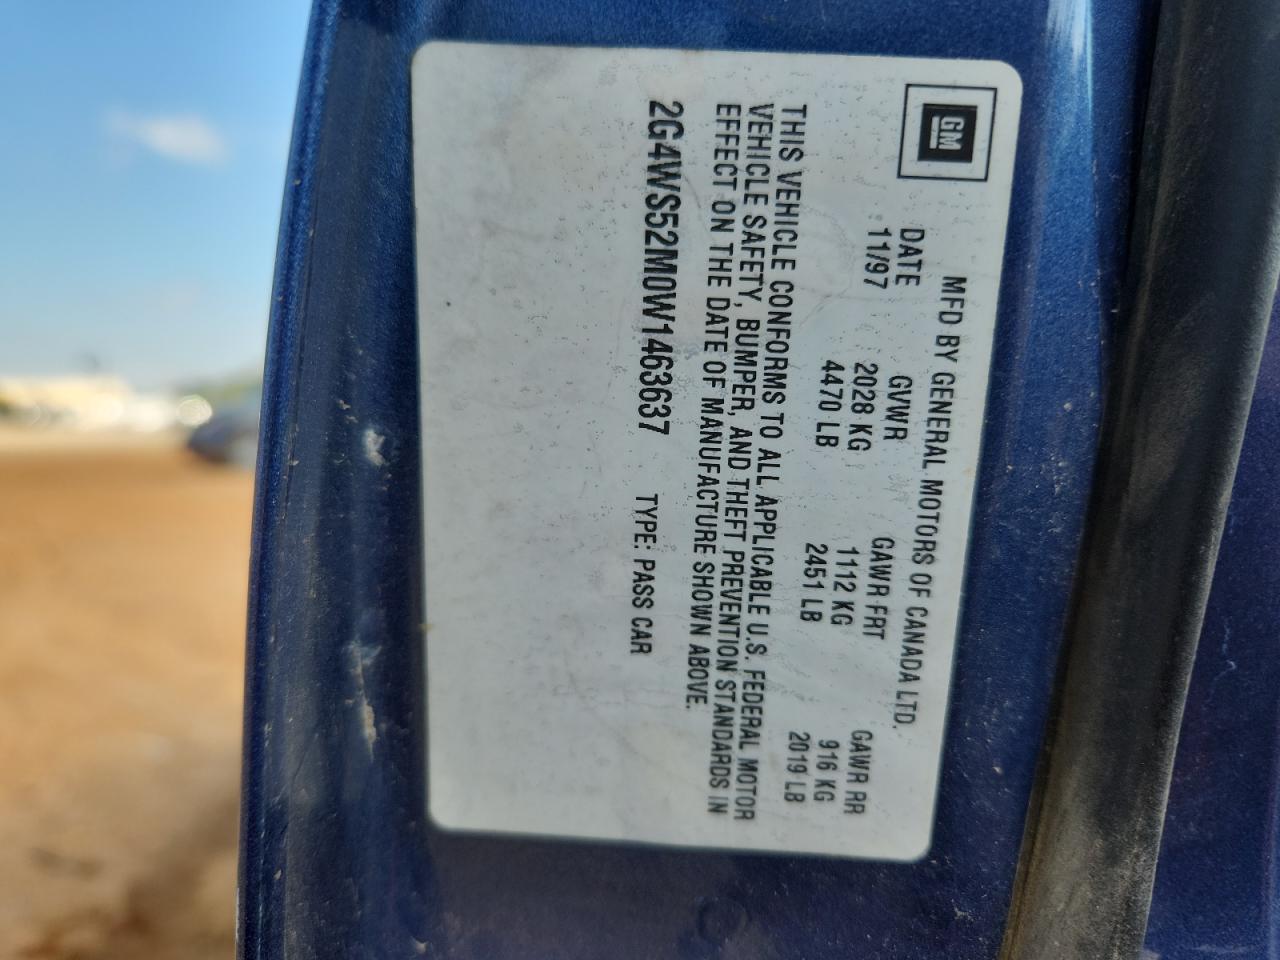 GM
MFD BY GENERAL MOTORS OF CANADA LTD.
DATE GVWR GAWR FRT GAWR RR
11/97 2028 KG 1112 KG 916 KG
4470 LB 2451 LB 2019 LB
THIS VEHICLE CONFORMS TO ALL APPLICABLE U.S. FEDERAL MOTOR
VEHICLE SAFETY, BUMPER, AND THEFT PREVENTION STANDARDS IN
EFFECT ON THE DATE OF MANUFACTURE SHOWN ABOVE.
2G4WS52M0W1463637 TYPE: PASS CAR